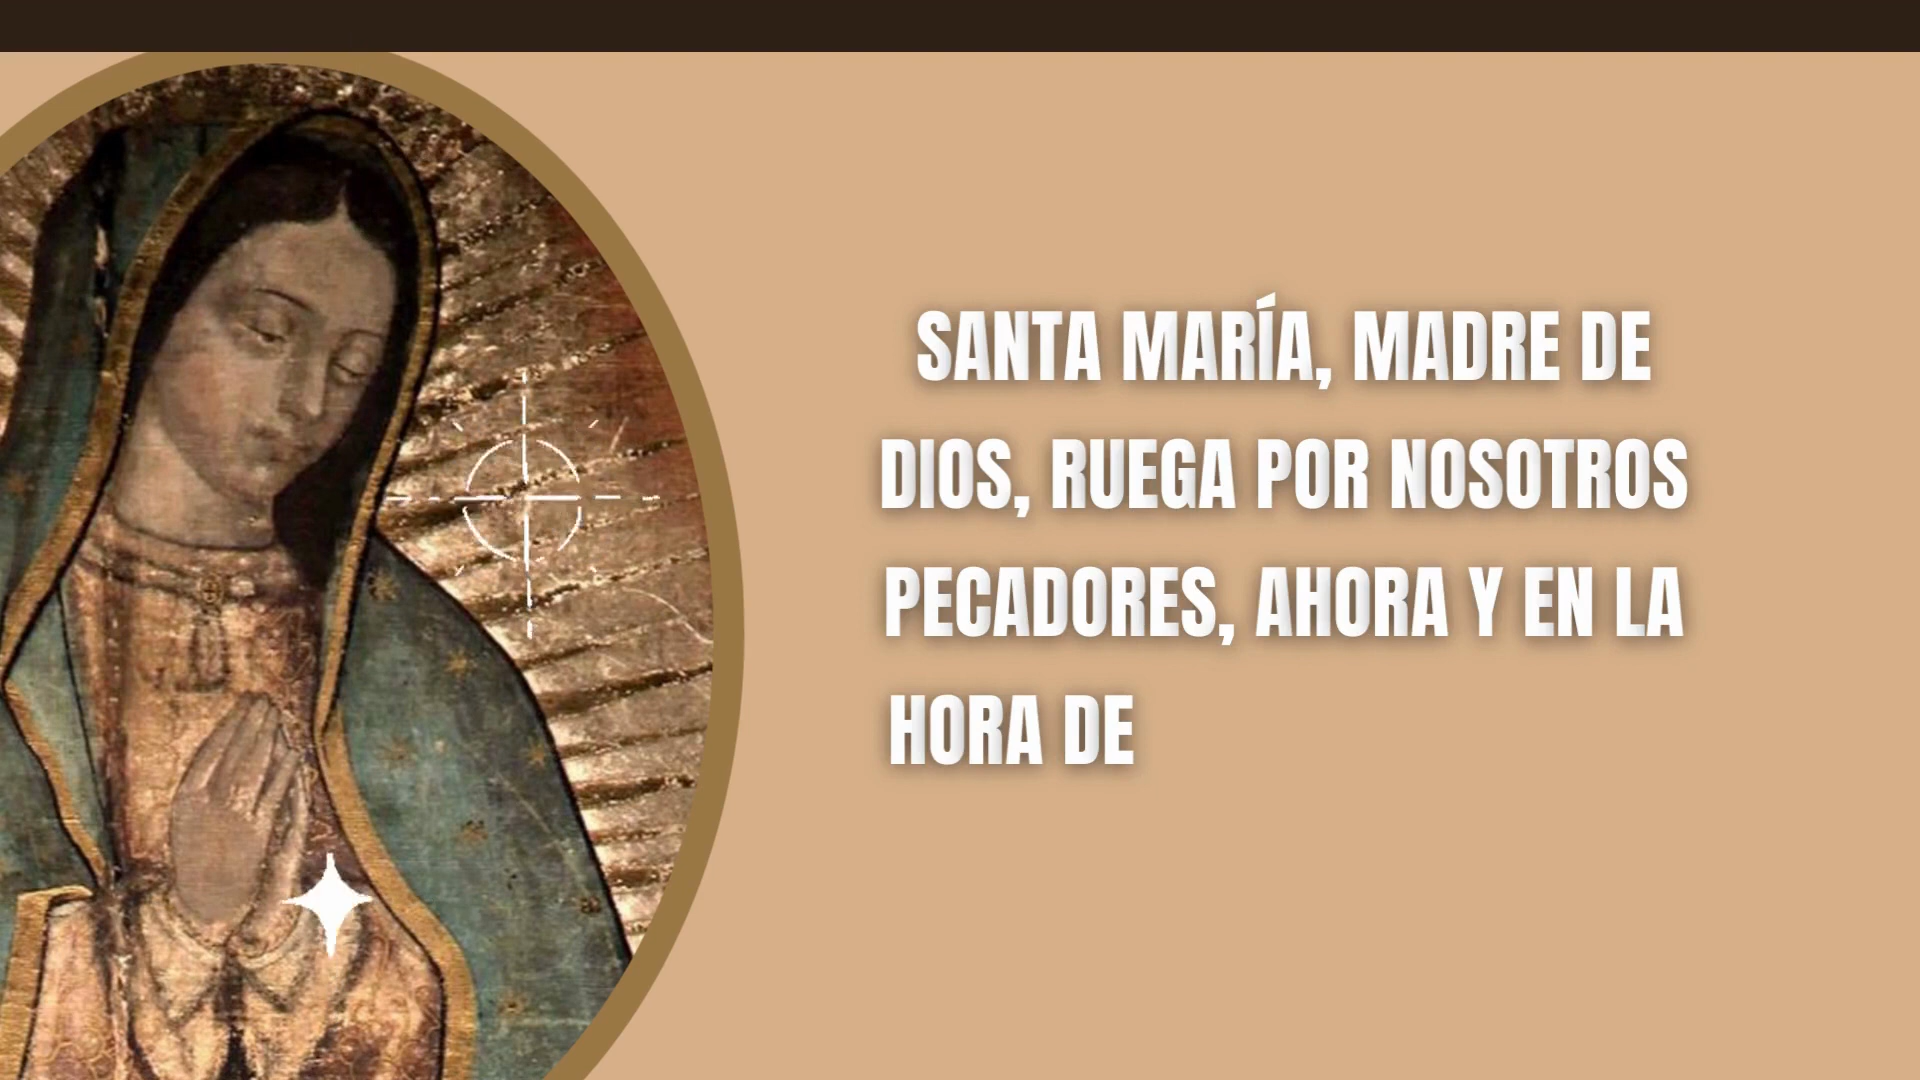 SANTA MARÍA, MADRE DE
DIOS, RUEGA POR NOSOTROS
PECADORES, AHORA Y EN LA
HORA DE